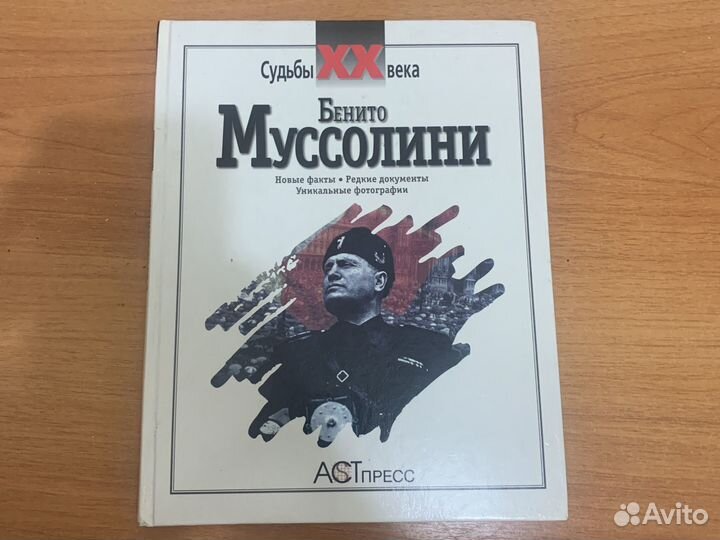 Судьбы XX века
Бенито
Муссолини
Новые факты • Редкие документы
Уникальные фотографии
АСТ ПРЕСС
Avito